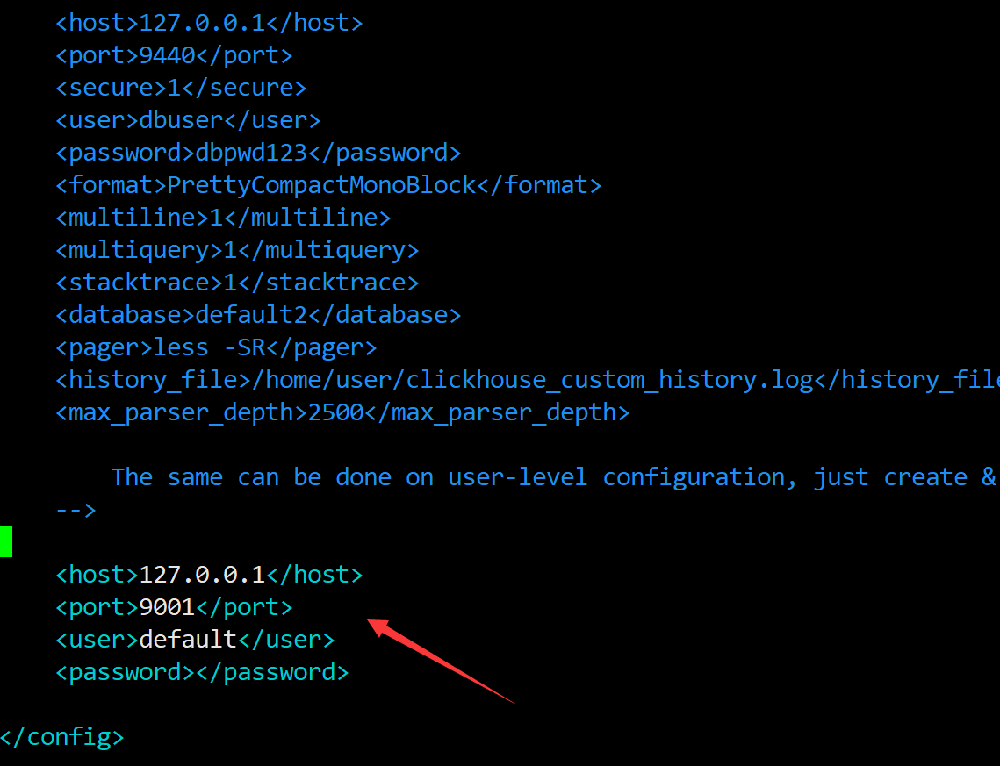 <host>127.0.0.1</host>
<port>9440</port>
<secure>1</secure>
<user>dbuser</user>
<password>dbpwd123</password>
<format>PrettyCompactMonoBlock</format>
<multiline>1</multiline>
<multiquery>1</multiquery>
<stacktrace>1</stacktrace>
<database>default2</database>
<pager>less -SR</pager>
<history_file>/home/user/clickhouse_custom_history.log</history_file
<max_parser_depth>2500</max_parser_depth>
The same can be done on user-level configuration, just create &
-->
<host>127.0.0.1</host>
<port>9001</port>
<user>default</user>
<password></password>
</config>